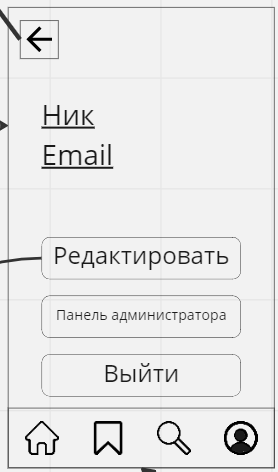 Ник
Email
Редактировать
Панель администратора
Выйти